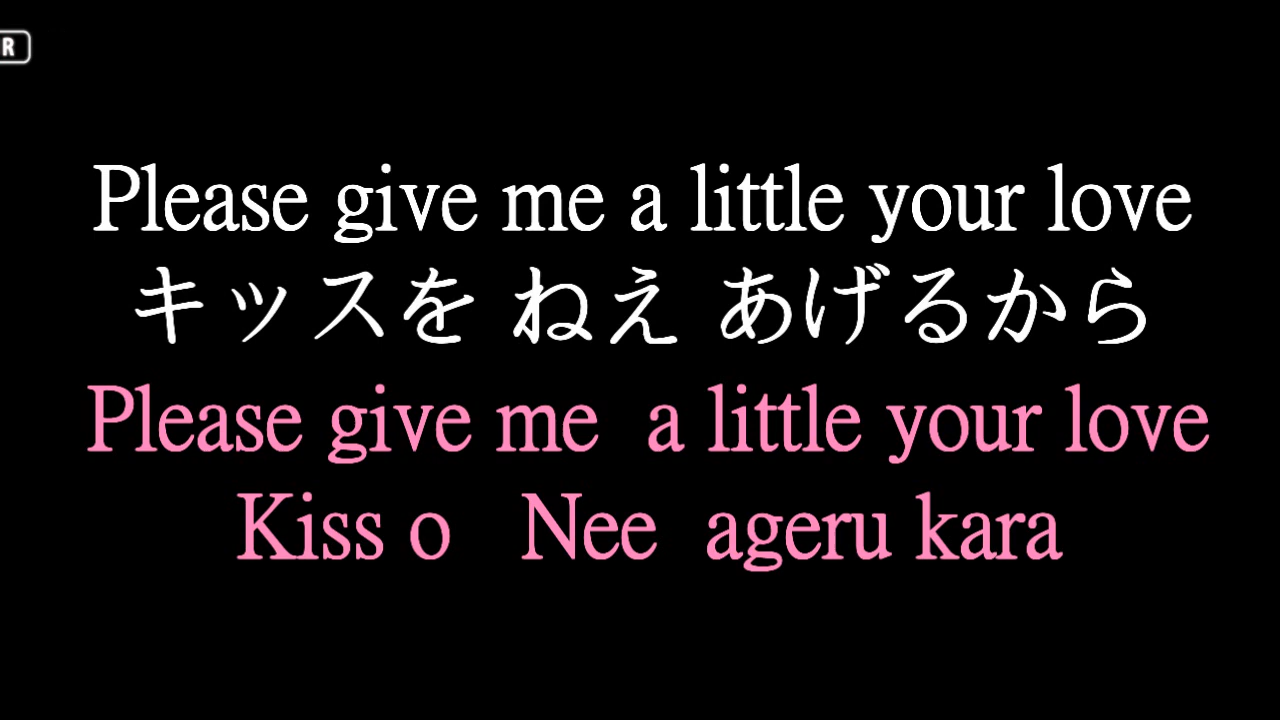 R
Please give me a little your love
キッスを ねえ あげるから
Please give me a little your love
Kiss o Nee ageru kara